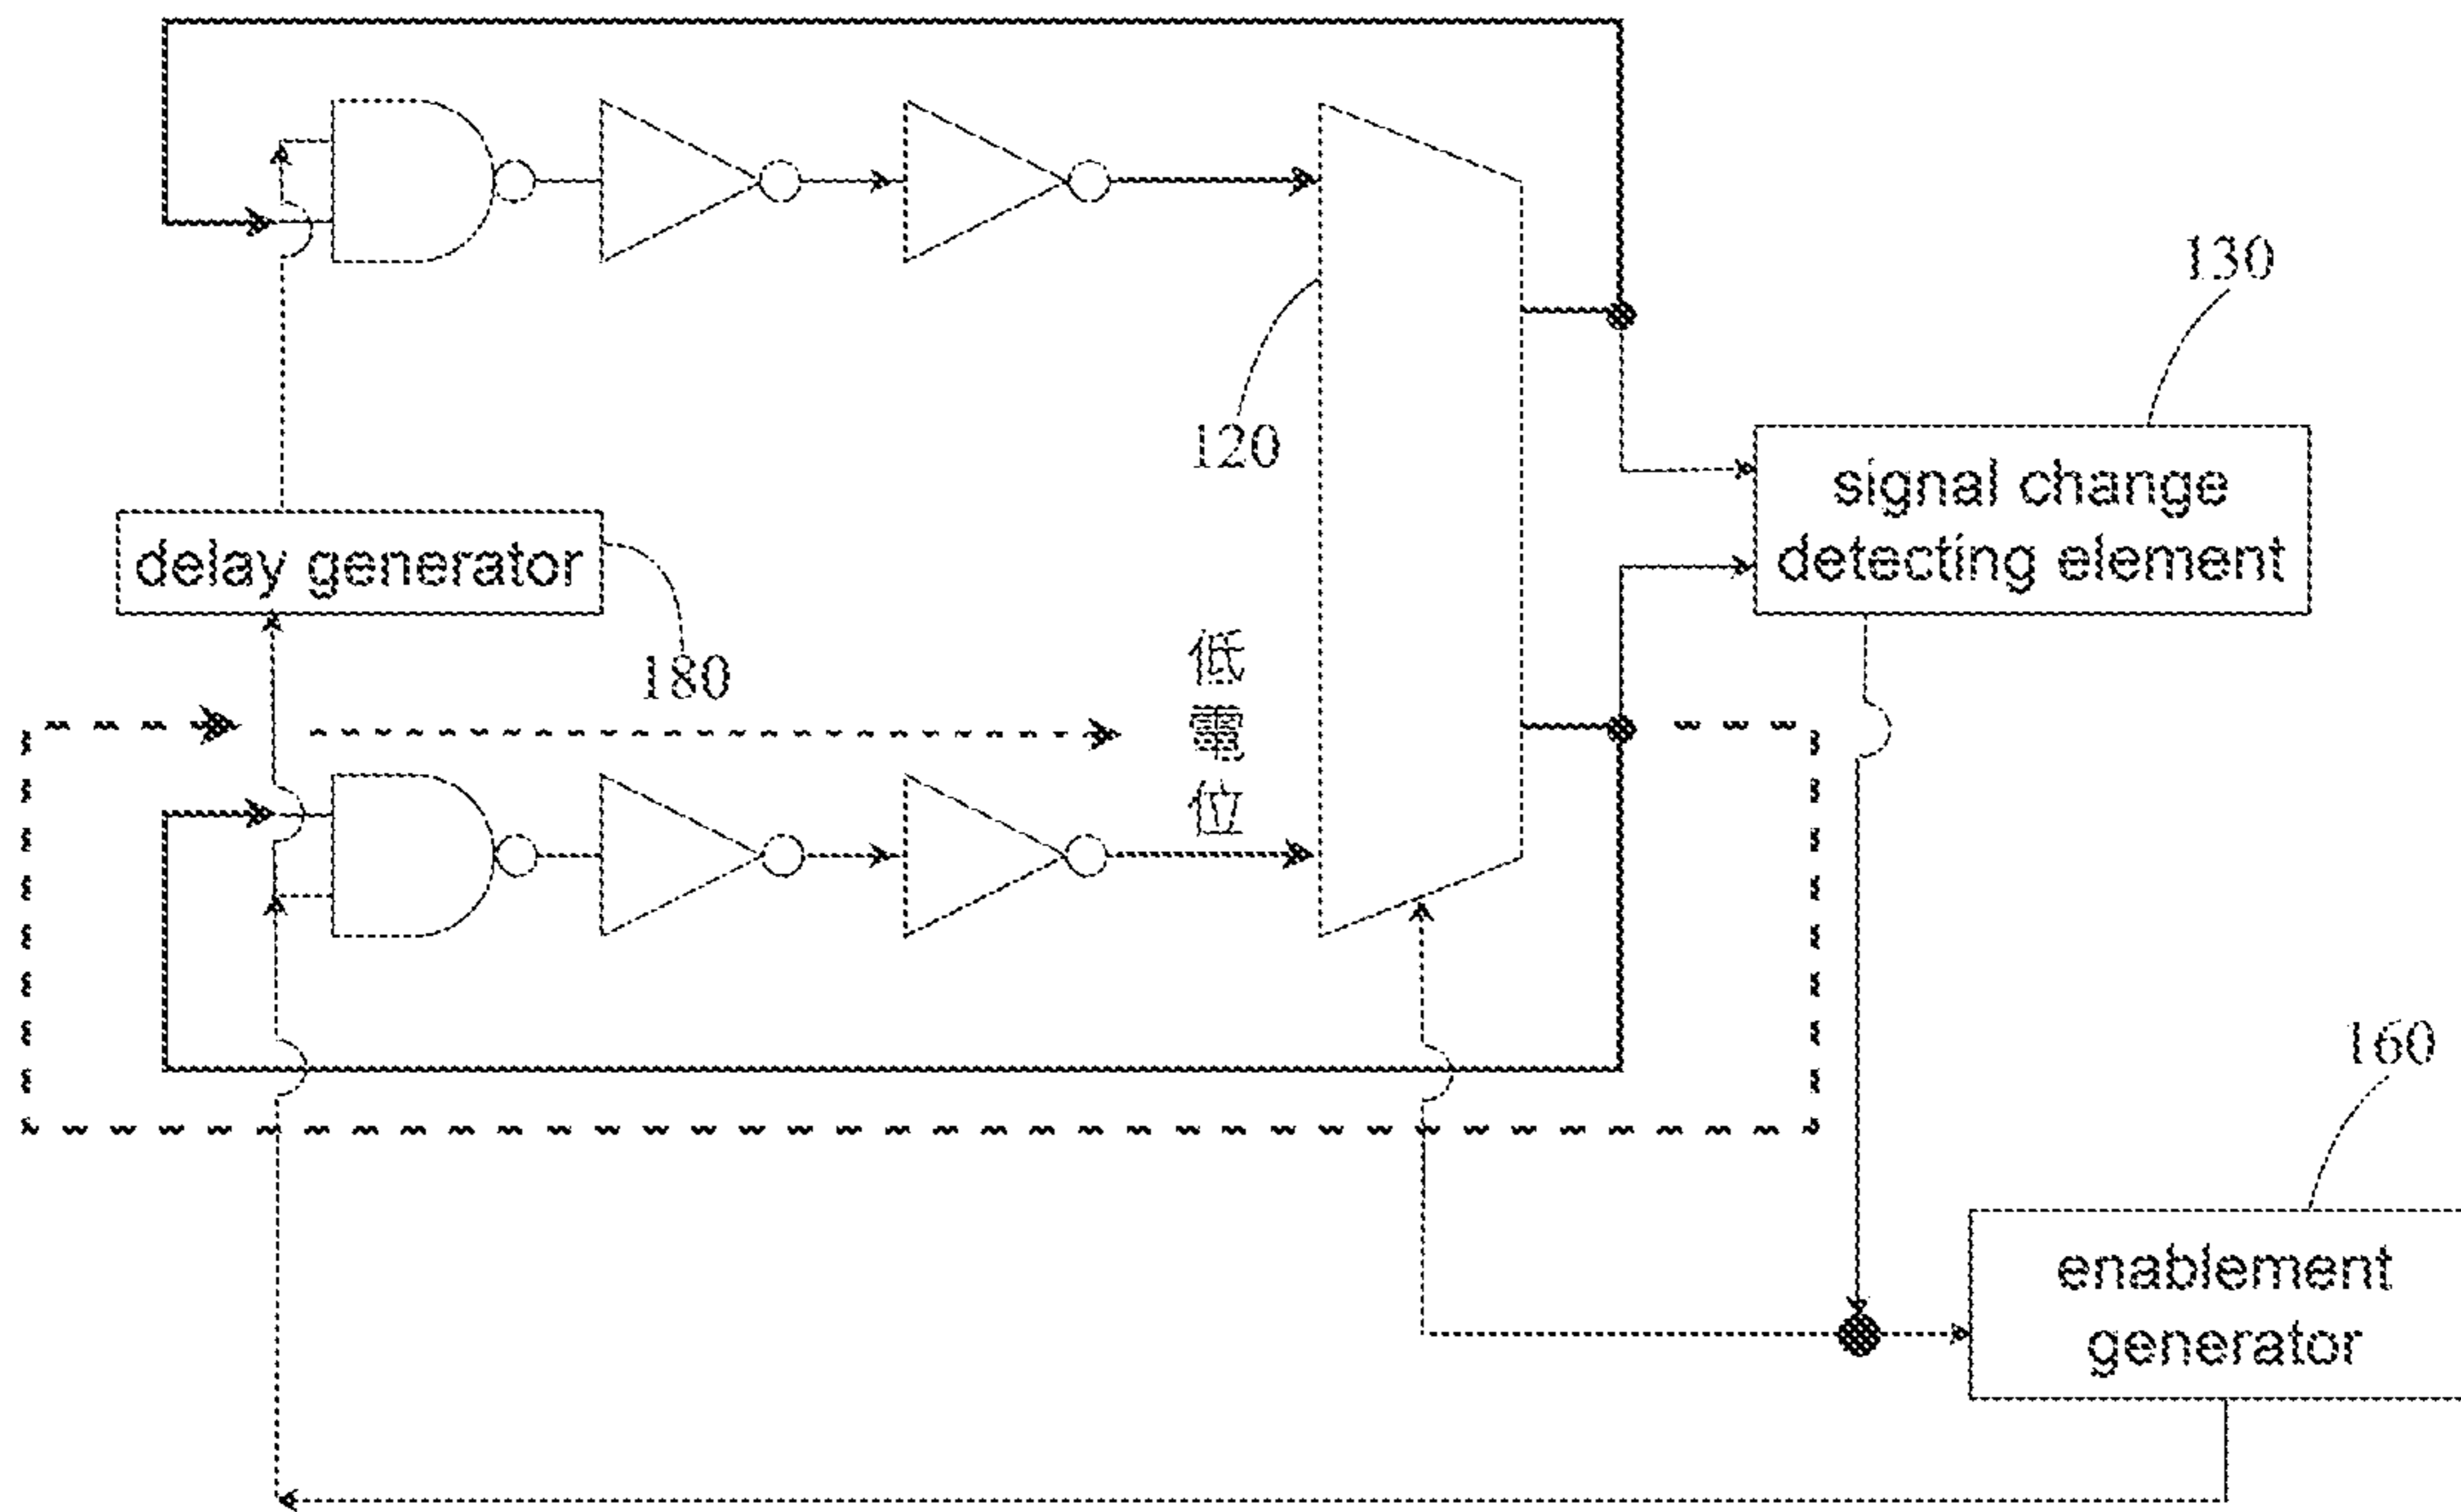 130
120
signal change
detecting element
delay generator
180
低電位
160
enablement
generator